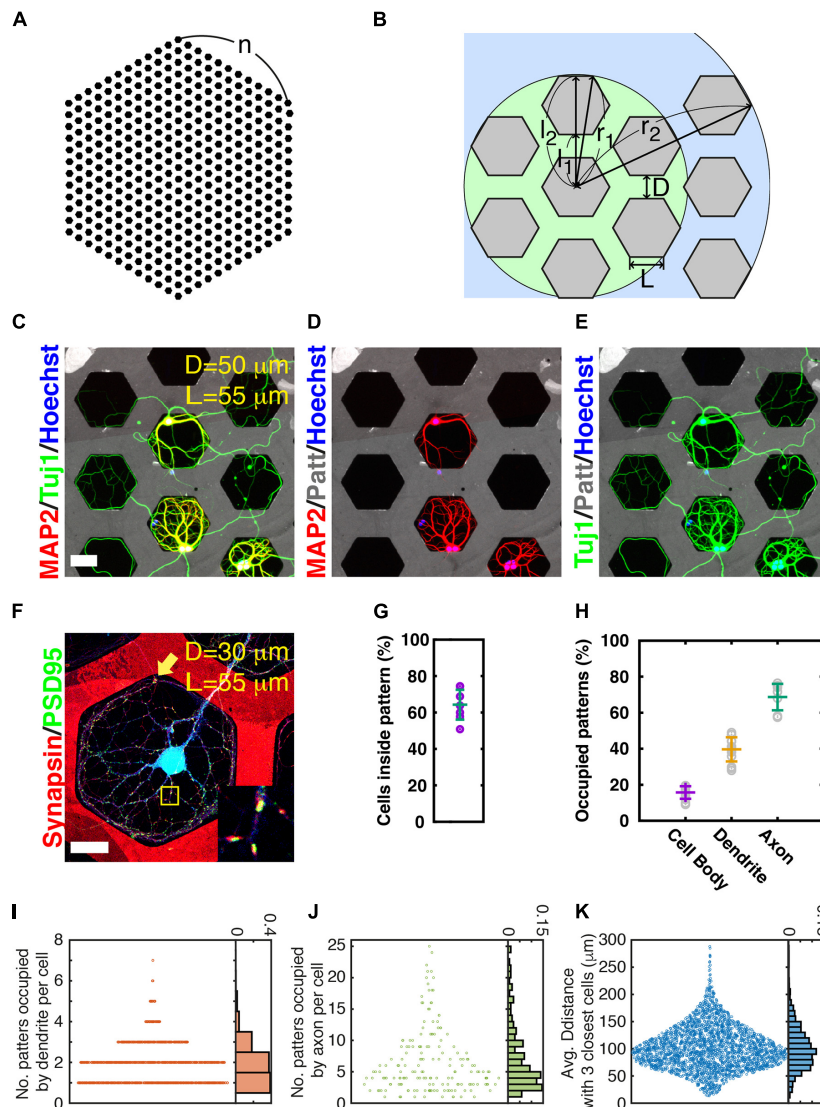 A
n
B
l2
l1
r1
r2
D
L
C
D=50 μm
L=55 μm
MAP2/Tuj1/Hoechst
D
MAP2/Patt/Hoechst
E
Tuj1/Patt/Hoechst
F
D=30 μm
L=55 μm
Synapsin/PSD95
G
Cells inside pattern (%)
100
80
60
40
20
0
H
Occupied patterns (%)
100
80
60
40
20
0
Cell Body
Dendrite
Axon
I
No. patters occupied
by dendrite per cell
8
6
4
2
0
0
0.4
J
No. patters occupied
by axon per cell
25
20
15
10
5
0
0
0.15
K
Avg. Ddistance
with 3 closest cells (μm)
300
250
200
150
100
50
0
0